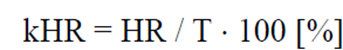 kHR = HR / T · 100 [%]